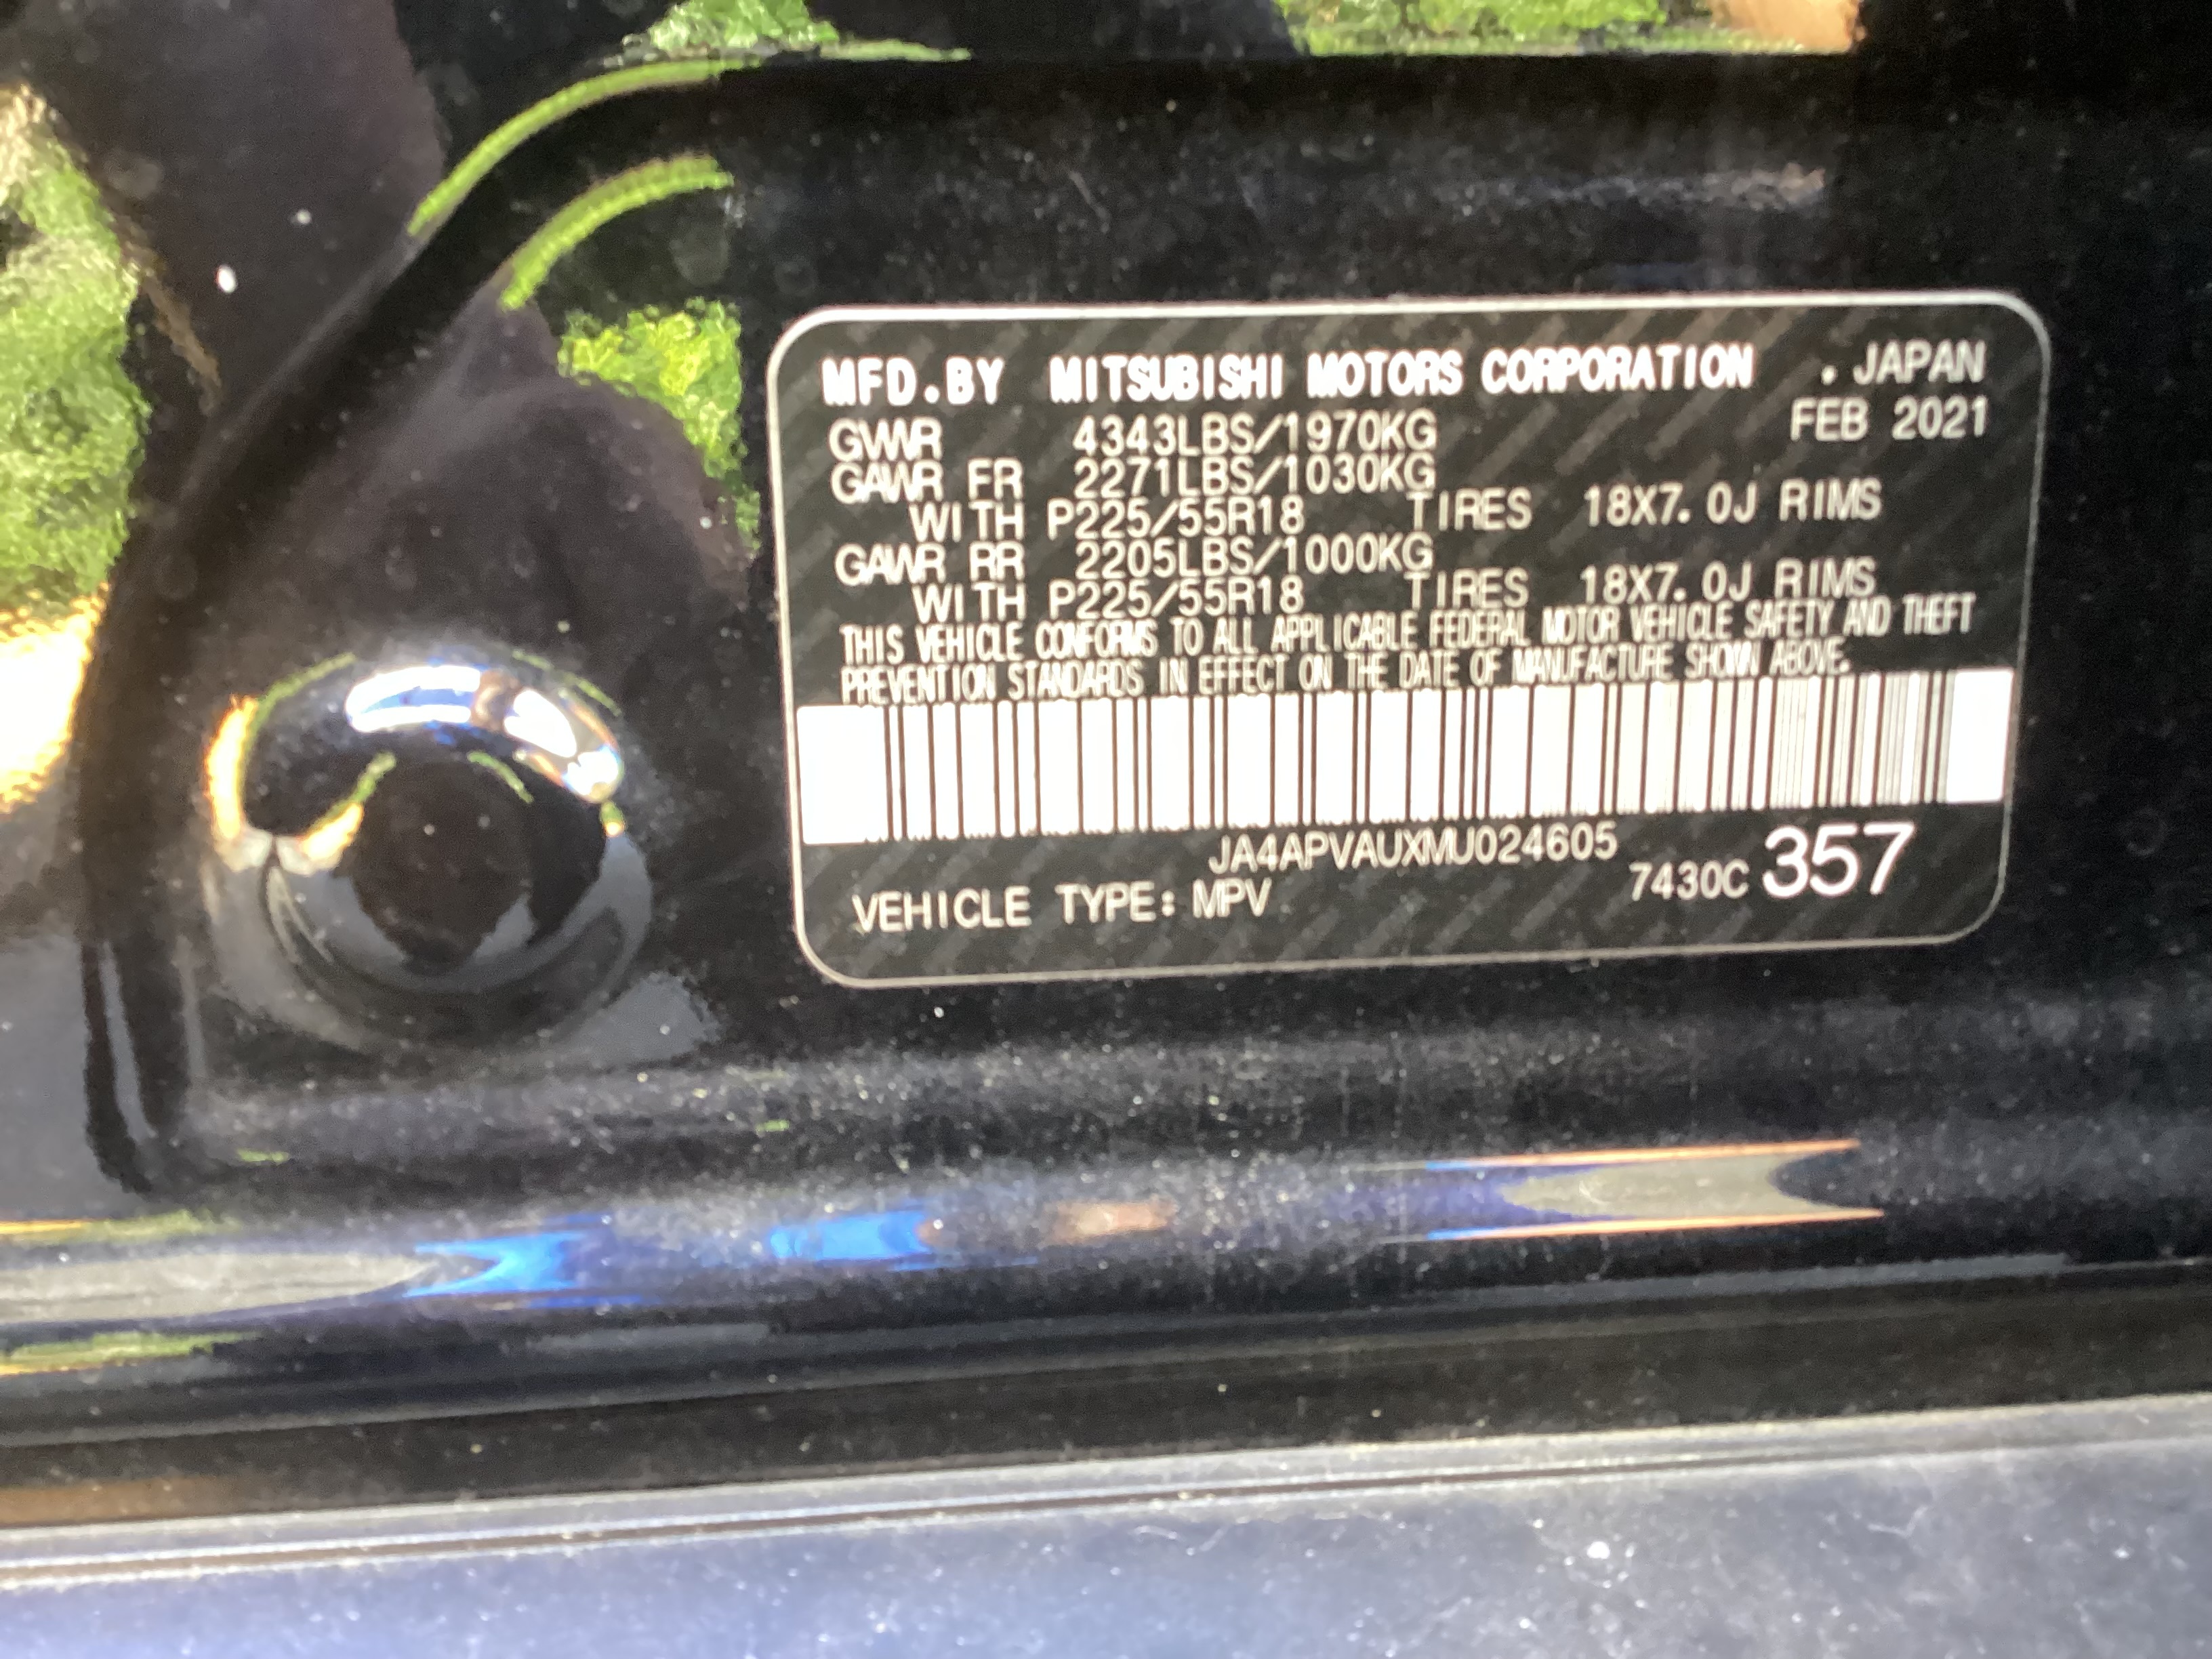 MFD.BY MITSUBISHI MOTORS CORPORATION . JAPAN
FEB 2021
GVWR 4343LBS/1970KG
GAWR FR 2271LBS/1030KG
WITH P225/55R18 TIRES 18X7.0J RIMS
GAWR RR 2205LBS/1000KG
WITH P225/55R18 TIRES 18X7.0J RIMS
THIS VEHICLE CONFORMS TO ALL APPLICABLE FEDERAL MOTOR VEHICLE SAFETY AND THEFT
PREVENTION STANDARDS IN EFFECT ON THE DATE OF MANUFACTURE SHOWN ABOVE.
JA4APVAUXMU024605
7430C 357
VEHICLE TYPE: MPV